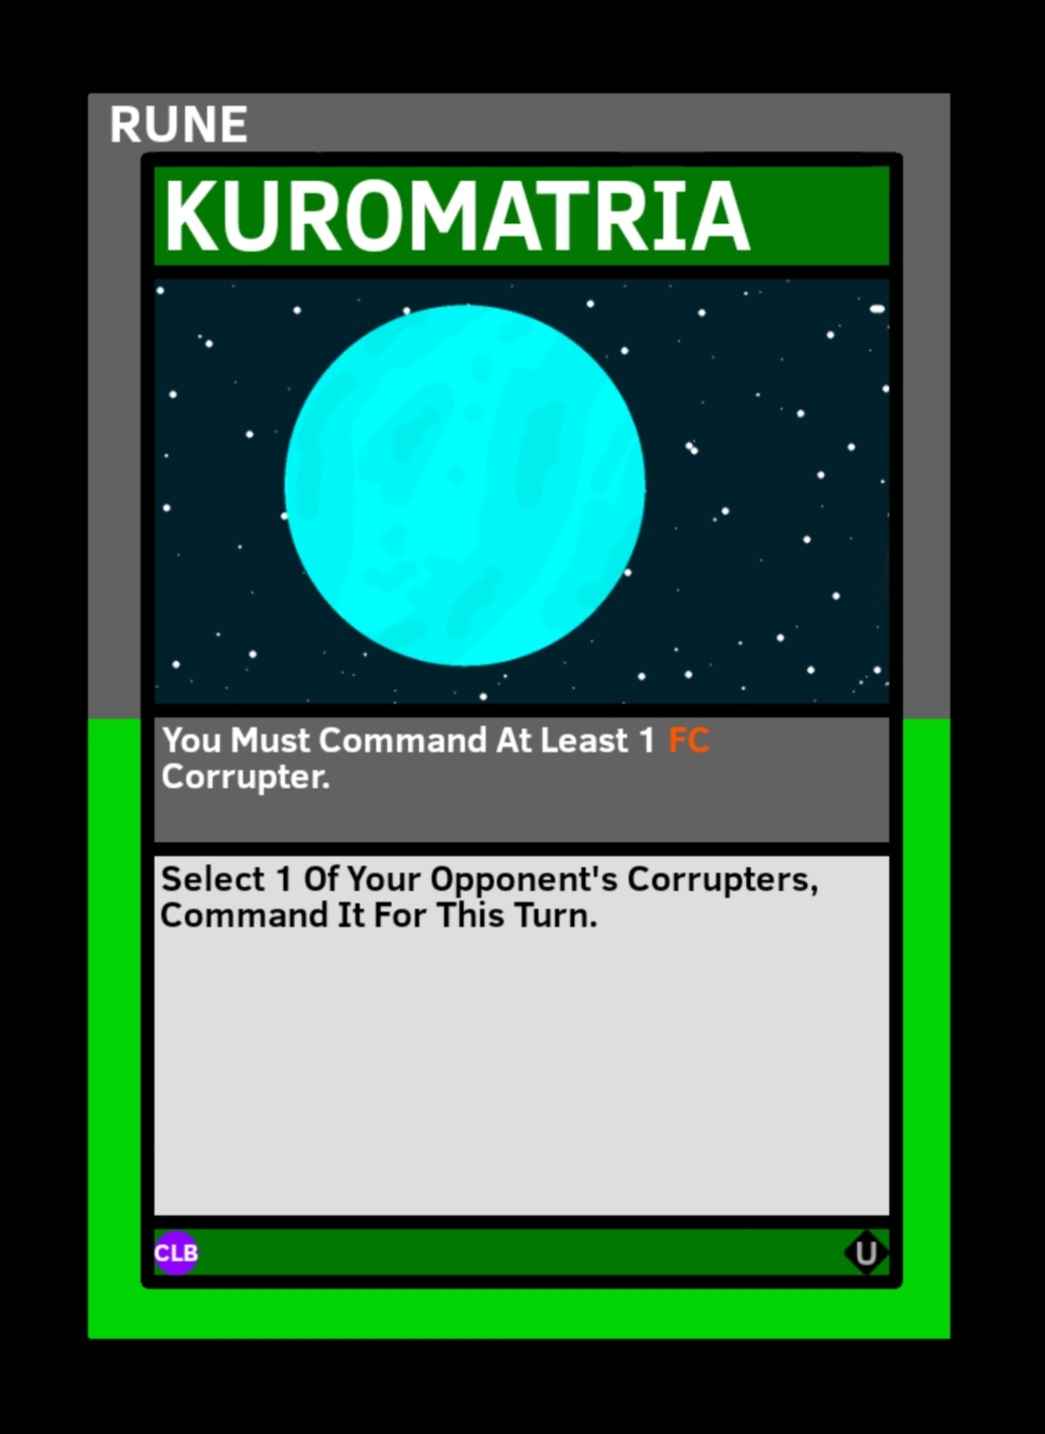 RUNE
KUROMATRIA
You Must Command At Least 1 FC
Corrupter.
Select 1 Of Your Opponent's Corrupters,
Command It For This Turn.
CLB
U